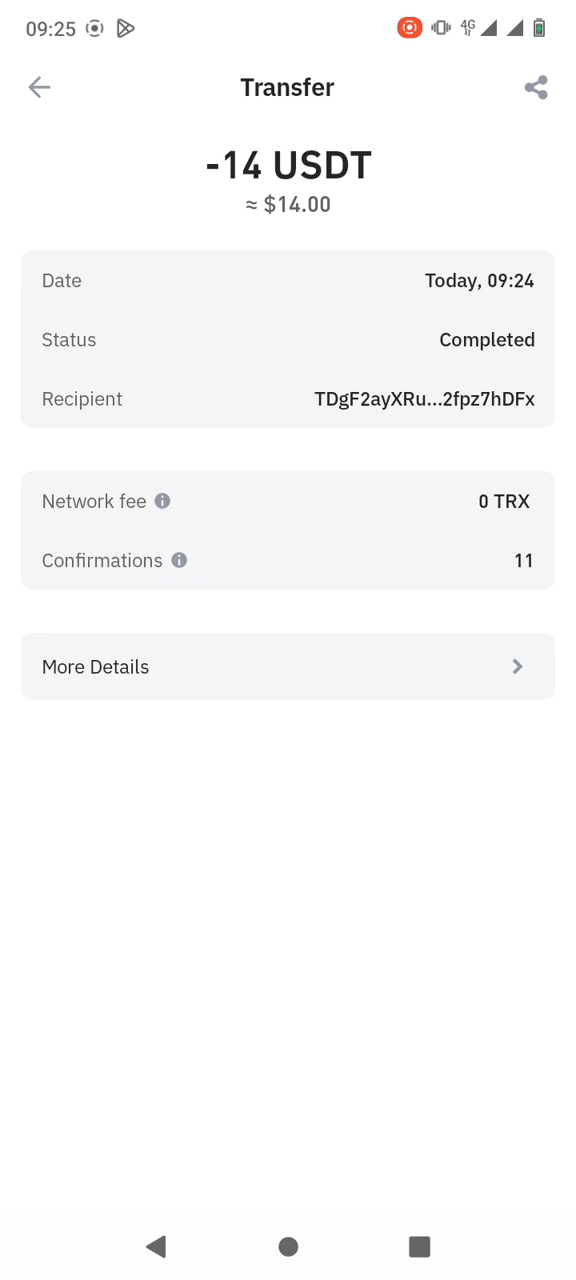 09:25
4G
Transfer
-14 USDT
≈ $14.00
Date Today, 09:24
Status Completed
Recipient TDgF2ayXRu...2fpz7hDFx
Network fee 0 TRX
Confirmations 11
More Details